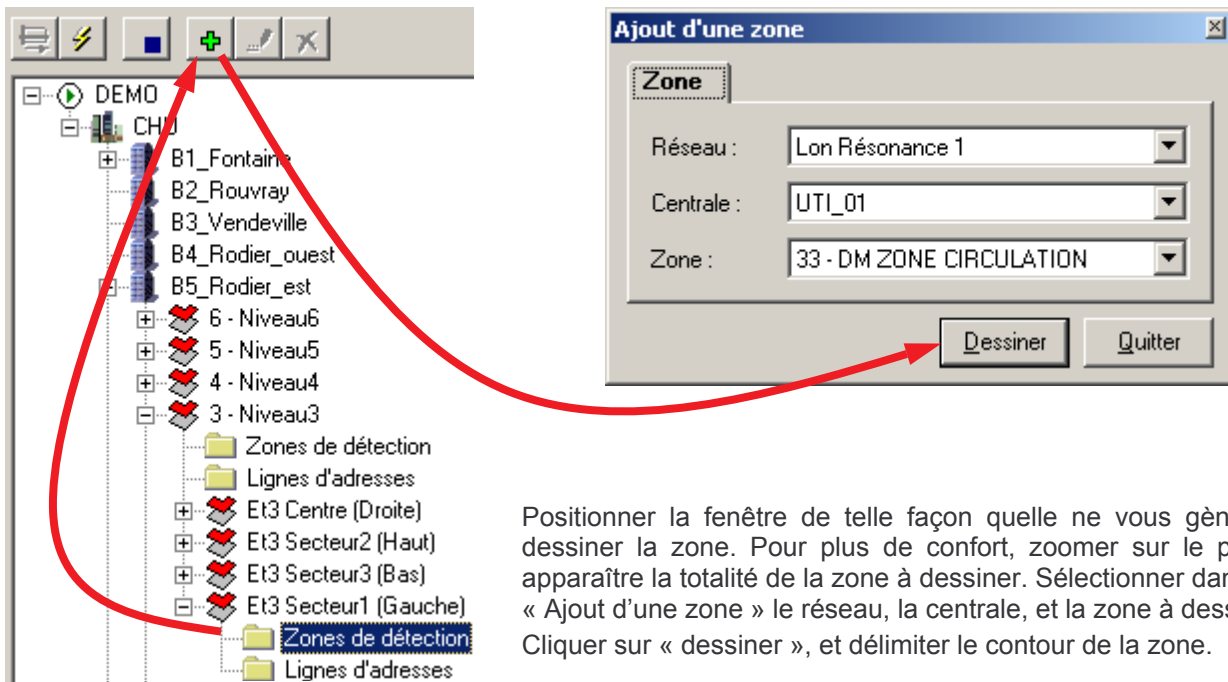 DEMO
CHU
B1_Fontaine
B2_Rouvray
B3_Vendeville
B4_Rodier_ouest
B5_Rodier_est
6 - Niveau6
5 - Niveau5
4 - Niveau4
3 - Niveau3
Zones de détection
Lignes d'adresses
Et3 Centre (Droite)
Et3 Secteur2 (Haut)
Et3 Secteur3 (Bas)
Et3 Secteur1 (Gauche)
Zones de détection
Lignes d'adresses
Ajout d'une zone
Zone
Réseau : Lon Résonance 1
Centrale : UTI_01
Zone : 33 - DM ZONE CIRCULATION
Dessiner Quitter
Positionner la fenêtre de telle façon quelle ne vous gèn
dessiner la zone. Pour plus de confort, zoomer sur le p
apparaître la totalité de la zone à dessiner. Sélectionner dan
« Ajout d'une zone » le réseau, la centrale, et la zone à dess
Cliquer sur « dessiner », et délimiter le contour de la zone.